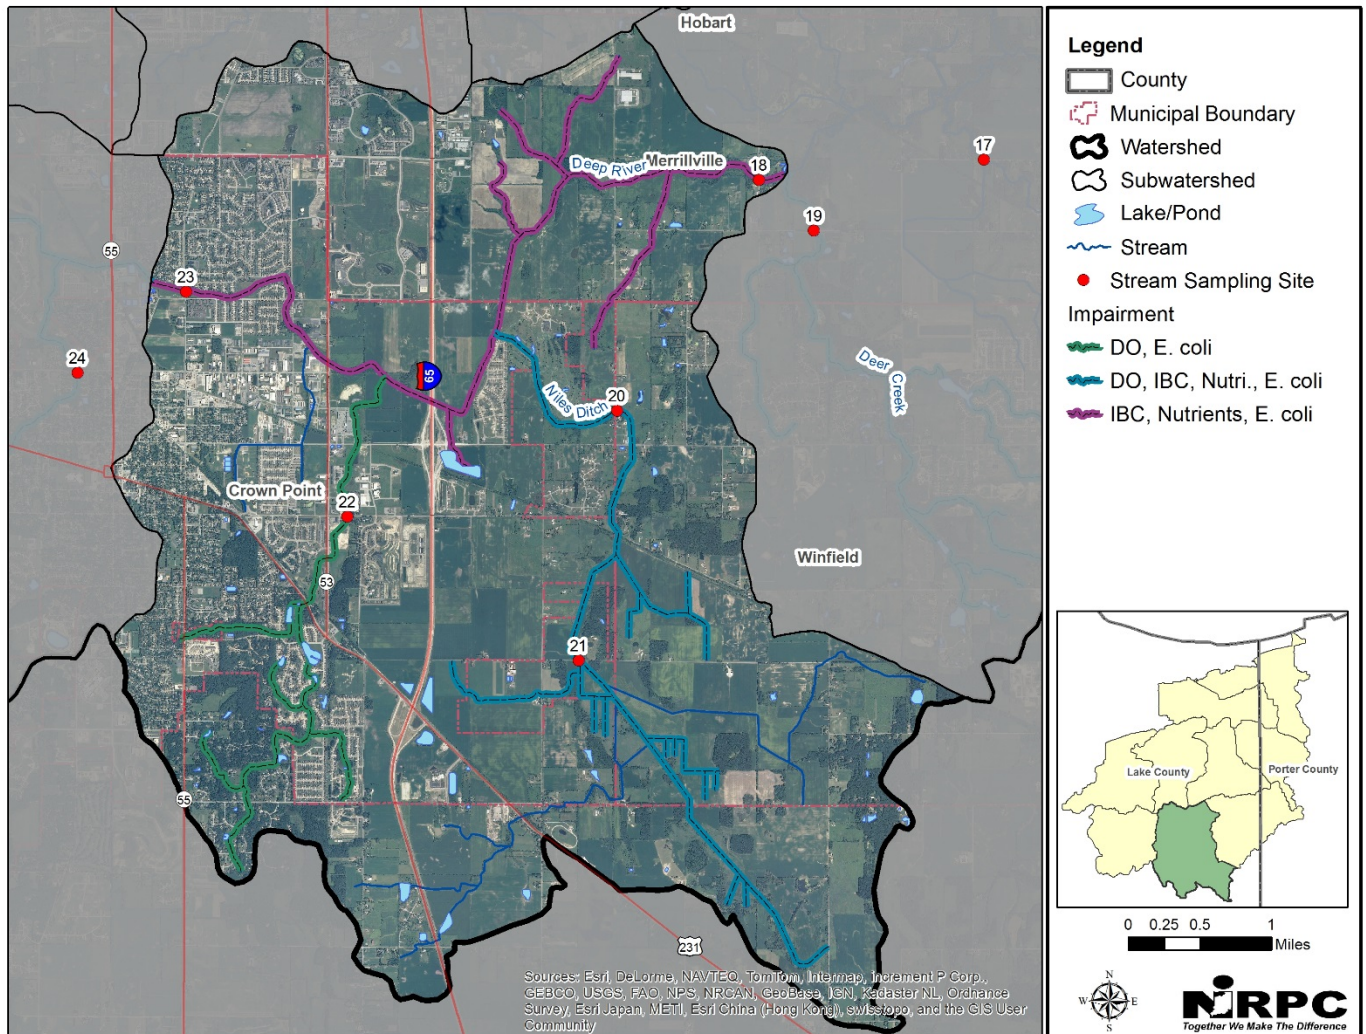 Hobart
17
Deep River
Merrillville
18
19
55
23
24
65
Deer Creek
20
Niles Ditch
Crown Point
22
Winfield
53
21
55
231
Sources: Esri, DeLorme, NAVTEQ, TomTom, Intermap, increment P Corp.,
GEBCO, USGS, FAO, NPS, NRCAN, GeoBase, IGN, Kadaster NL, Ordnance
Survey, Esri Japan, METI, Esri China (Hong Kong), swisstopo, and the GIS User
Community
Legend
County
Municipal Boundary
Watershed
Subwatershed
Lake/Pond
Stream
Stream Sampling Site
Impairment
DO, E. coli
DO, IBC, Nutri., E. coli
IBC, Nutrients, E. coli
Lake County
Porter County
0 0.25 0.5 1
Miles
N
W E
S
NIRPC
Together We Make The Difference